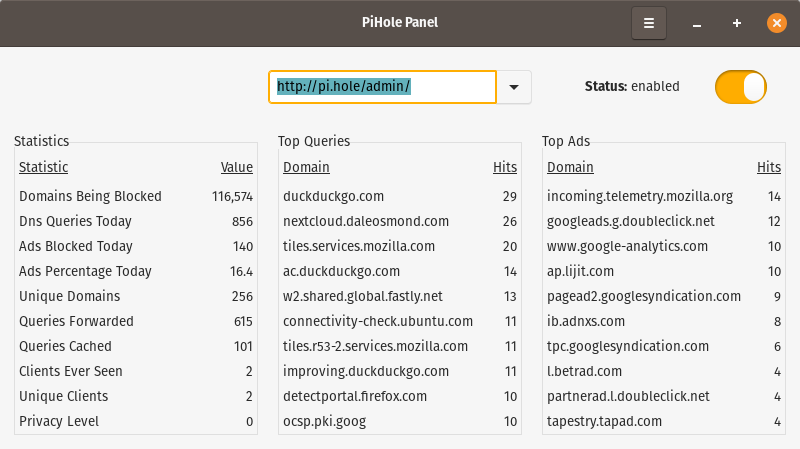 PiHole Panel
http://pi.hole/admin/
Status: enabled
Statistics
Statistic Value
Domains Being Blocked 116,574
Dns Queries Today 856
Ads Blocked Today 140
Ads Percentage Today 16.4
Unique Domains 256
Queries Forwarded 615
Queries Cached 101
Clients Ever Seen 2
Unique Clients 2
Privacy Level 0
Top Queries
Domain Hits
duckduckgo.com 29
nextcloud.daleosmond.com 26
tiles.services.mozilla.com 20
ac.duckduckgo.com 14
w2.shared.global.fastly.net 13
connectivity-check.ubuntu.com 11
tiles.r53-2.services.mozilla.com 11
improving.duckduckgo.com 11
detectportal.firefox.com 10
ocsp.pki.goog 10
Top Ads
Domain Hits
incoming.telemetry.mozilla.org 14
googleads.g.doubleclick.net 12
www.google-analytics.com 10
ap.lijit.com 10
pagead2.googlesyndication.com 9
ib.adnxs.com 8
tpc.googlesyndication.com 6
l.betrad.com 4
partnerad.l.doubleclick.net 4
tapestry.tapad.com 4